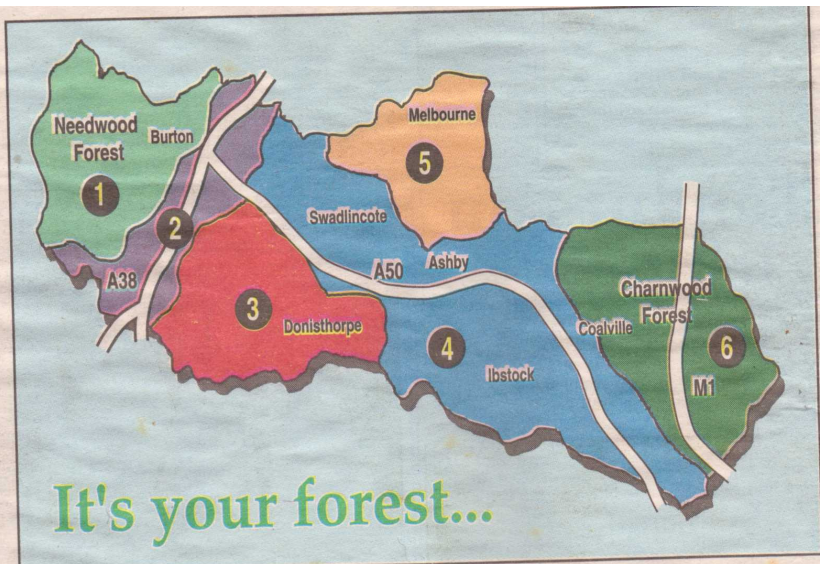 Needwood
Forest
Burton
1
2
A38
3
Donisthorpe
Melbourne
5
Swadlincote
A50
Ashby
4
Ibstock
Coalville
Charnwood
Forest
6
M1
It's your forest...